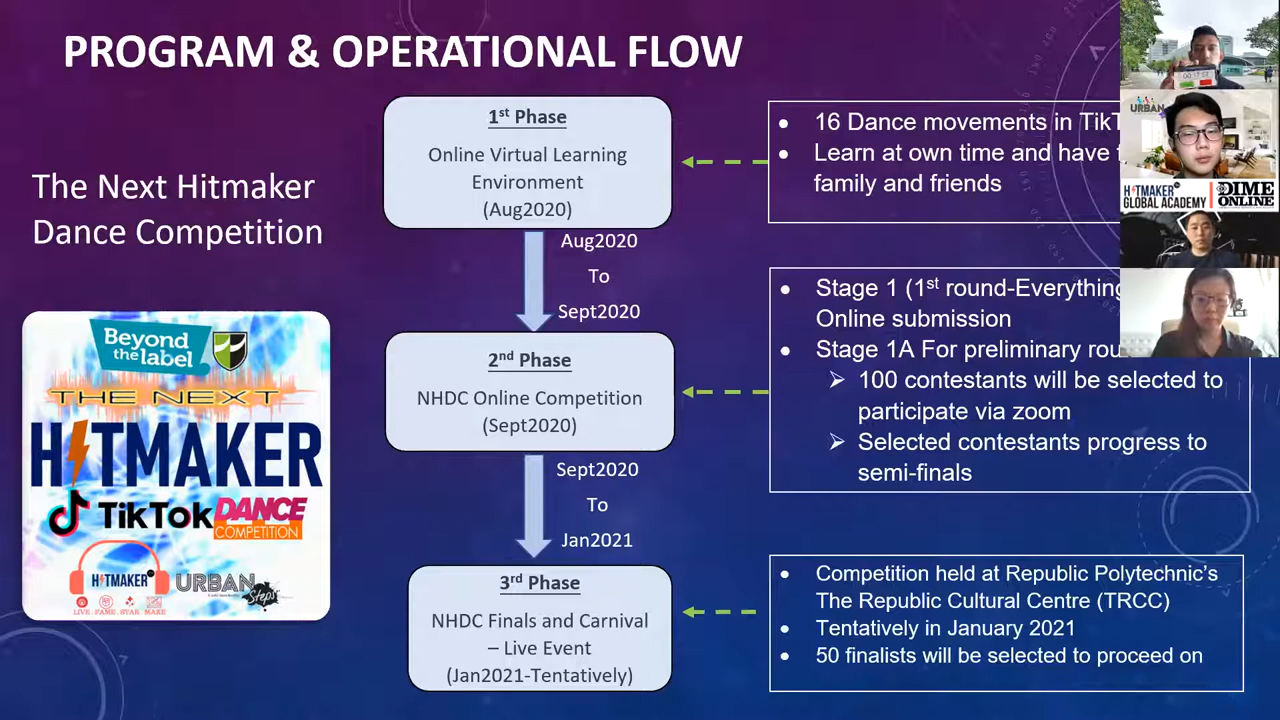 PROGRAM & OPERATIONAL FLOW
The Next Hitmaker
Dance Competition
Beyond
the label
THE NEXT
HITMAKER
TikTok DANCE
COMPETITION
HITMAKER
URBAN
Steps
LIVE FAME STAR MAKE
1st Phase
Online Virtual Learning
Environment
(Aug2020)
Aug2020
To
Sept2020
2nd Phase
NHDC Online Competition
(Sept2020)
Sept2020
To
Jan2021
3rd Phase
NHDC Finals and Carnival
– Live Event
(Jan2021-Tentatively)
• 16 Dance movements in
• Learn at own time and have
family and friends
• Stage 1 (1st round-Everything
Online submission
• Stage 1A For preliminary
➢ 100 contestants will be selected to
participate via zoom
➢ Selected contestants progress to
semi-finals
• Competition held at Republic Polytechnic's
The Republic Cultural Centre (TRCC)
• Tentatively in January 2021
• 50 finalists will be selected to proceed on
URBAN
HITMAKER
GLOBAL ACADEMY
DIME
ONLINE